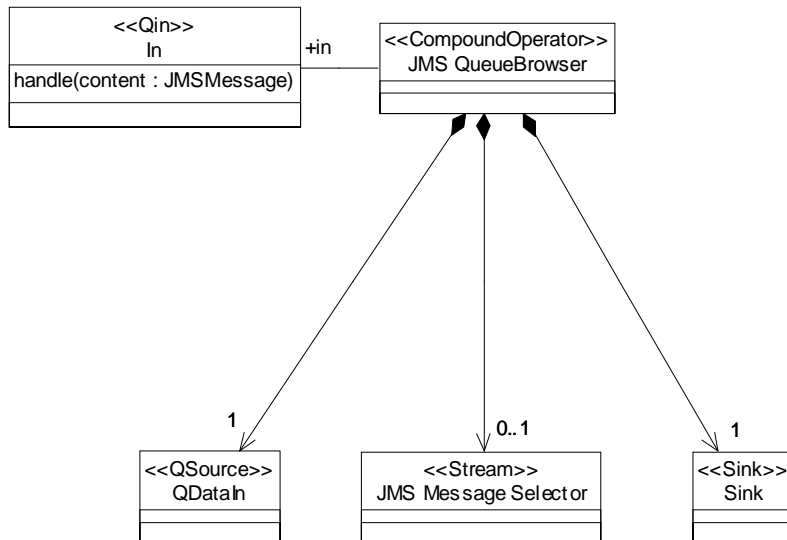 <<Qin>>
In
handle(content : JMSMessage)
+in
<<CompoundOperator>>
JMS QueueBrowser
1
0..1
1
<<QSource>>
QDataIn
<<Stream>>
JMS Message Selector
<<Sink>>
Sink